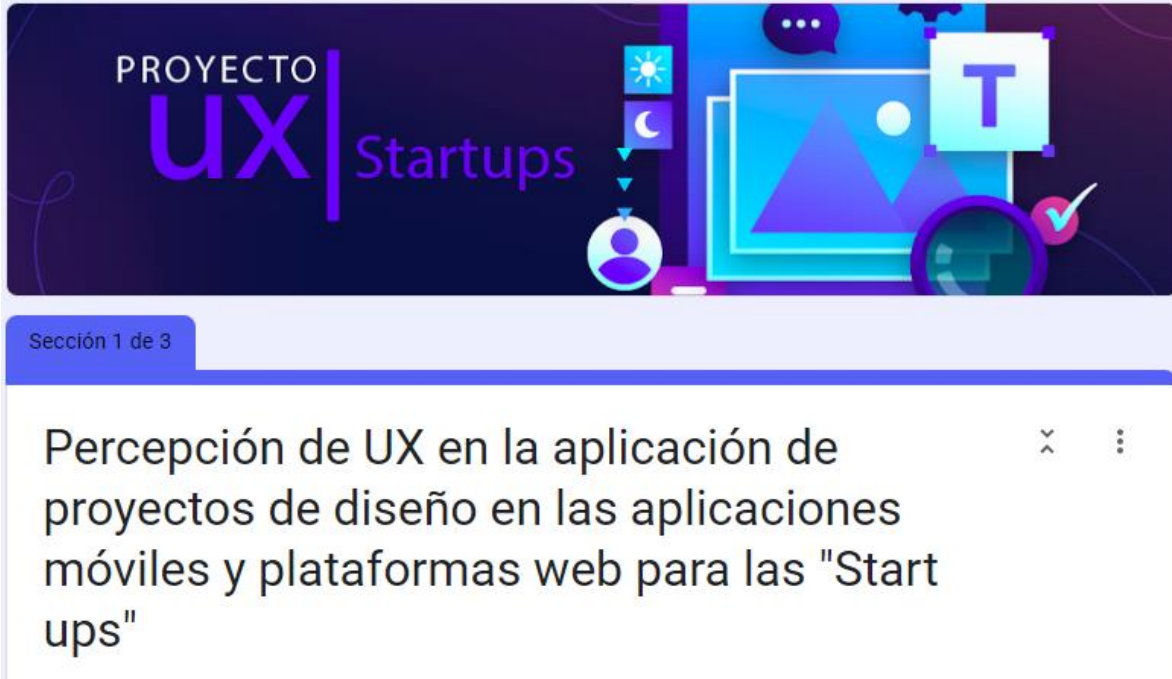 PROYECTO
UX
Startups
T
Sección 1 de 3
Percepción de UX en la aplicación de
proyectos de diseño en las aplicaciones
móviles y plataformas web para las "Start
ups"